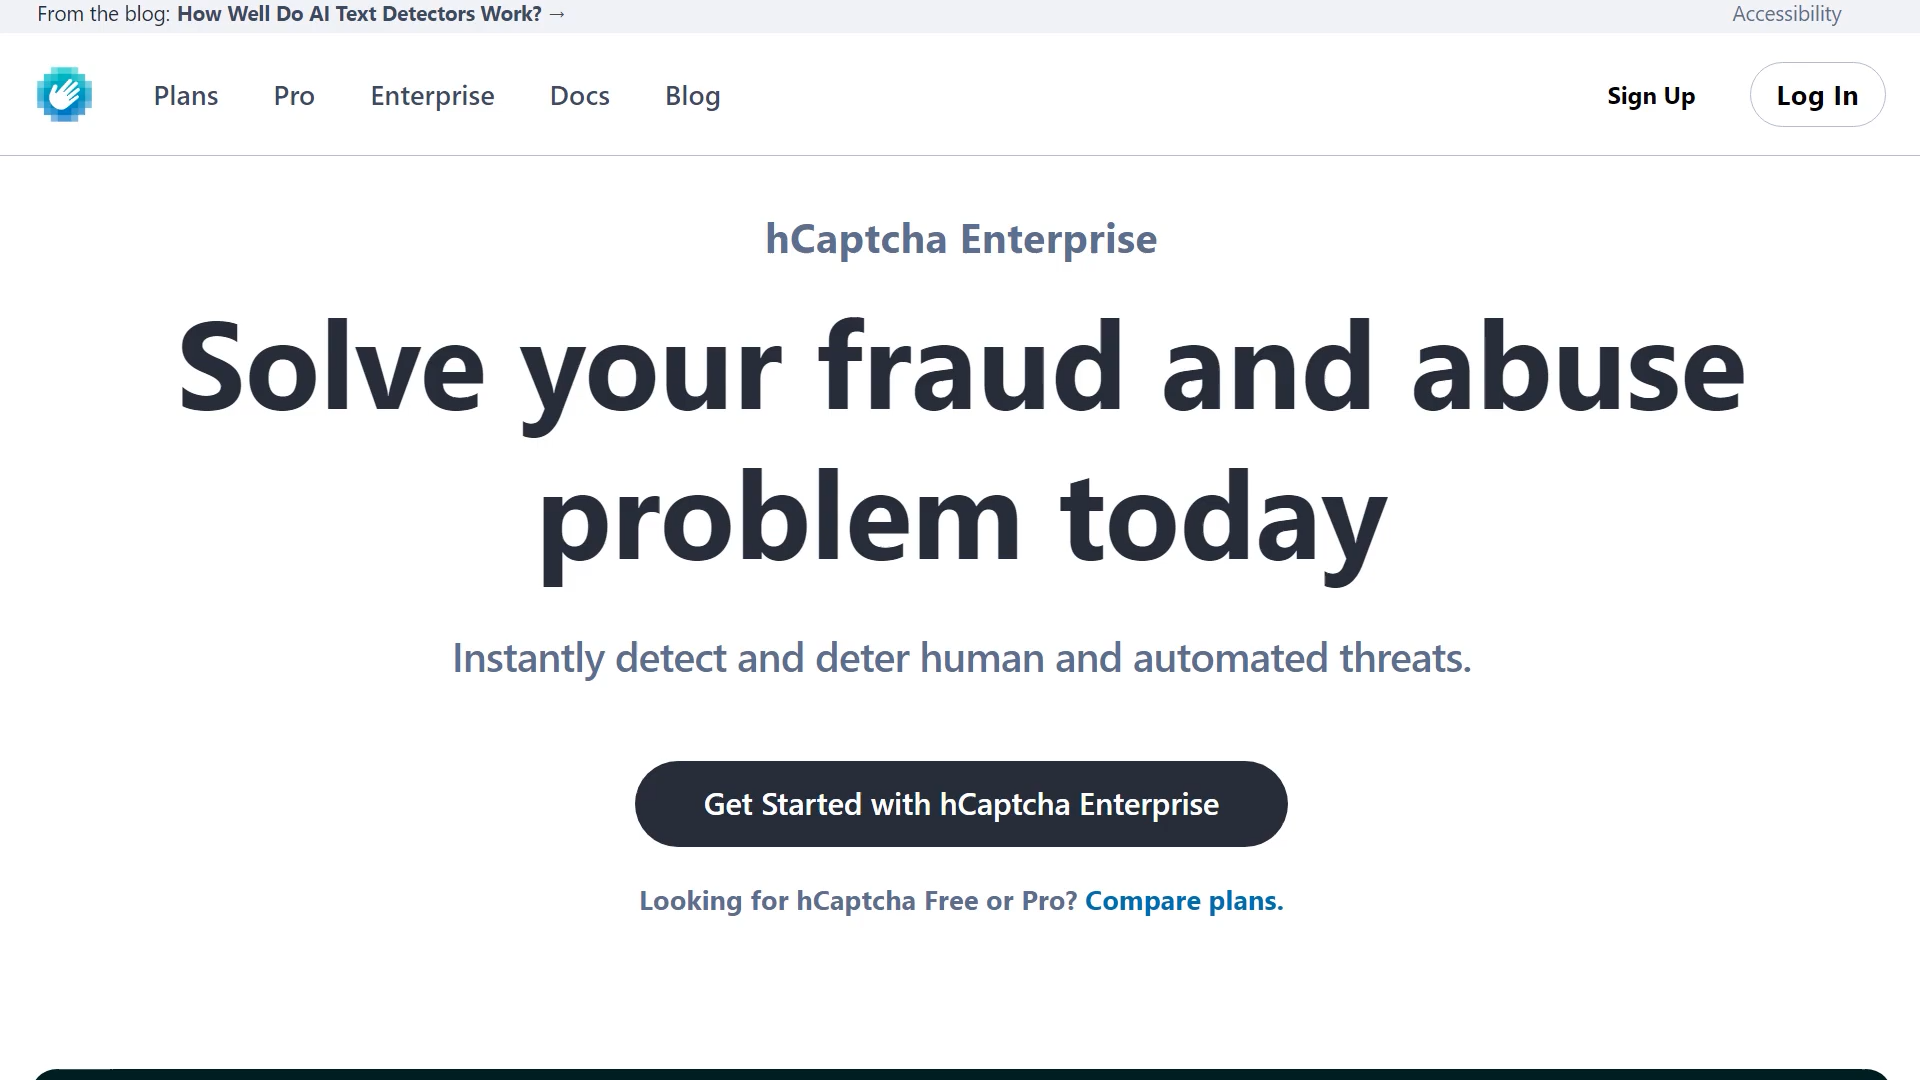 From the blog: How Well Do AI Text Detectors Work? →
Accessibility
Plans
Pro
Enterprise
Docs
Blog
Sign Up
Log In
hCaptcha Enterprise
Solve your fraud and abuse
problem today
Instantly detect and deter human and automated threats.
Get Started with hCaptcha Enterprise
Looking for hCaptcha Free or Pro? Compare plans.